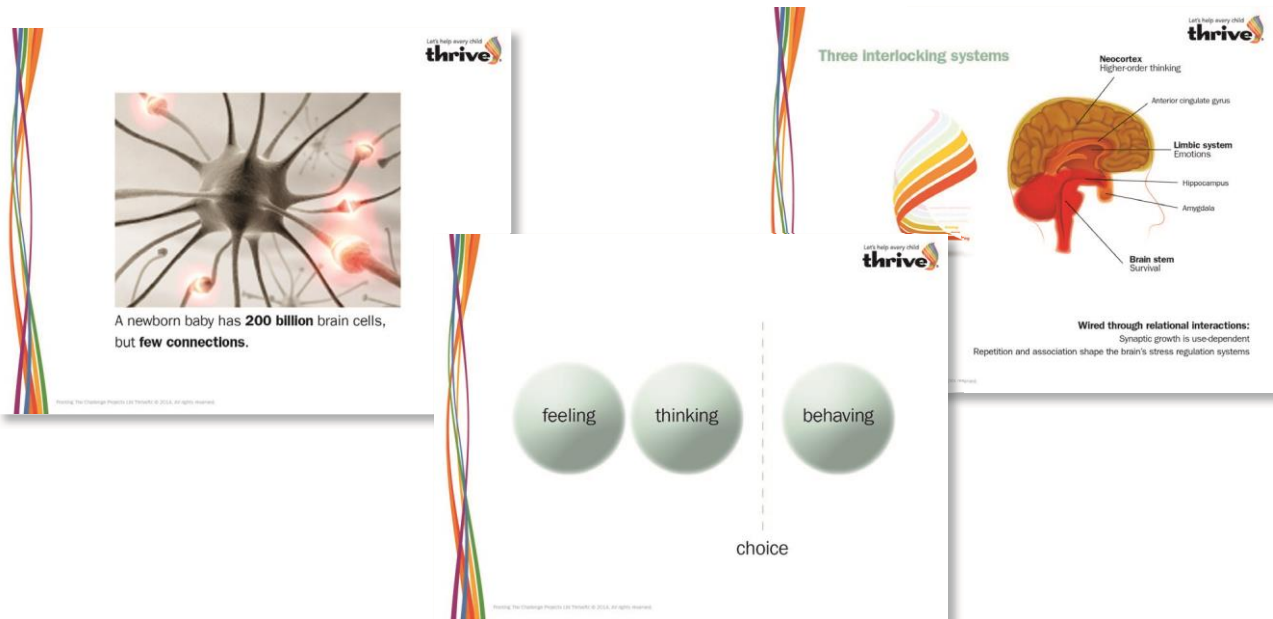 Let's help every child
thrive
A newborn baby has 200 billion brain cells,
but few connections.
Let's help every child
thrive
Three interlocking systems
Neocortex
Higher-order thinking
Anterior cingulate gyrus
Limbic system
Emotions
Hippocampus
Amygdala
Brain stem
Survival
Wired through relational interactions:
Synaptic growth is use-dependent
Repetition and association shape the brain's stress regulation systems
Let's help every child
thrive
feeling
thinking
behaving
choice